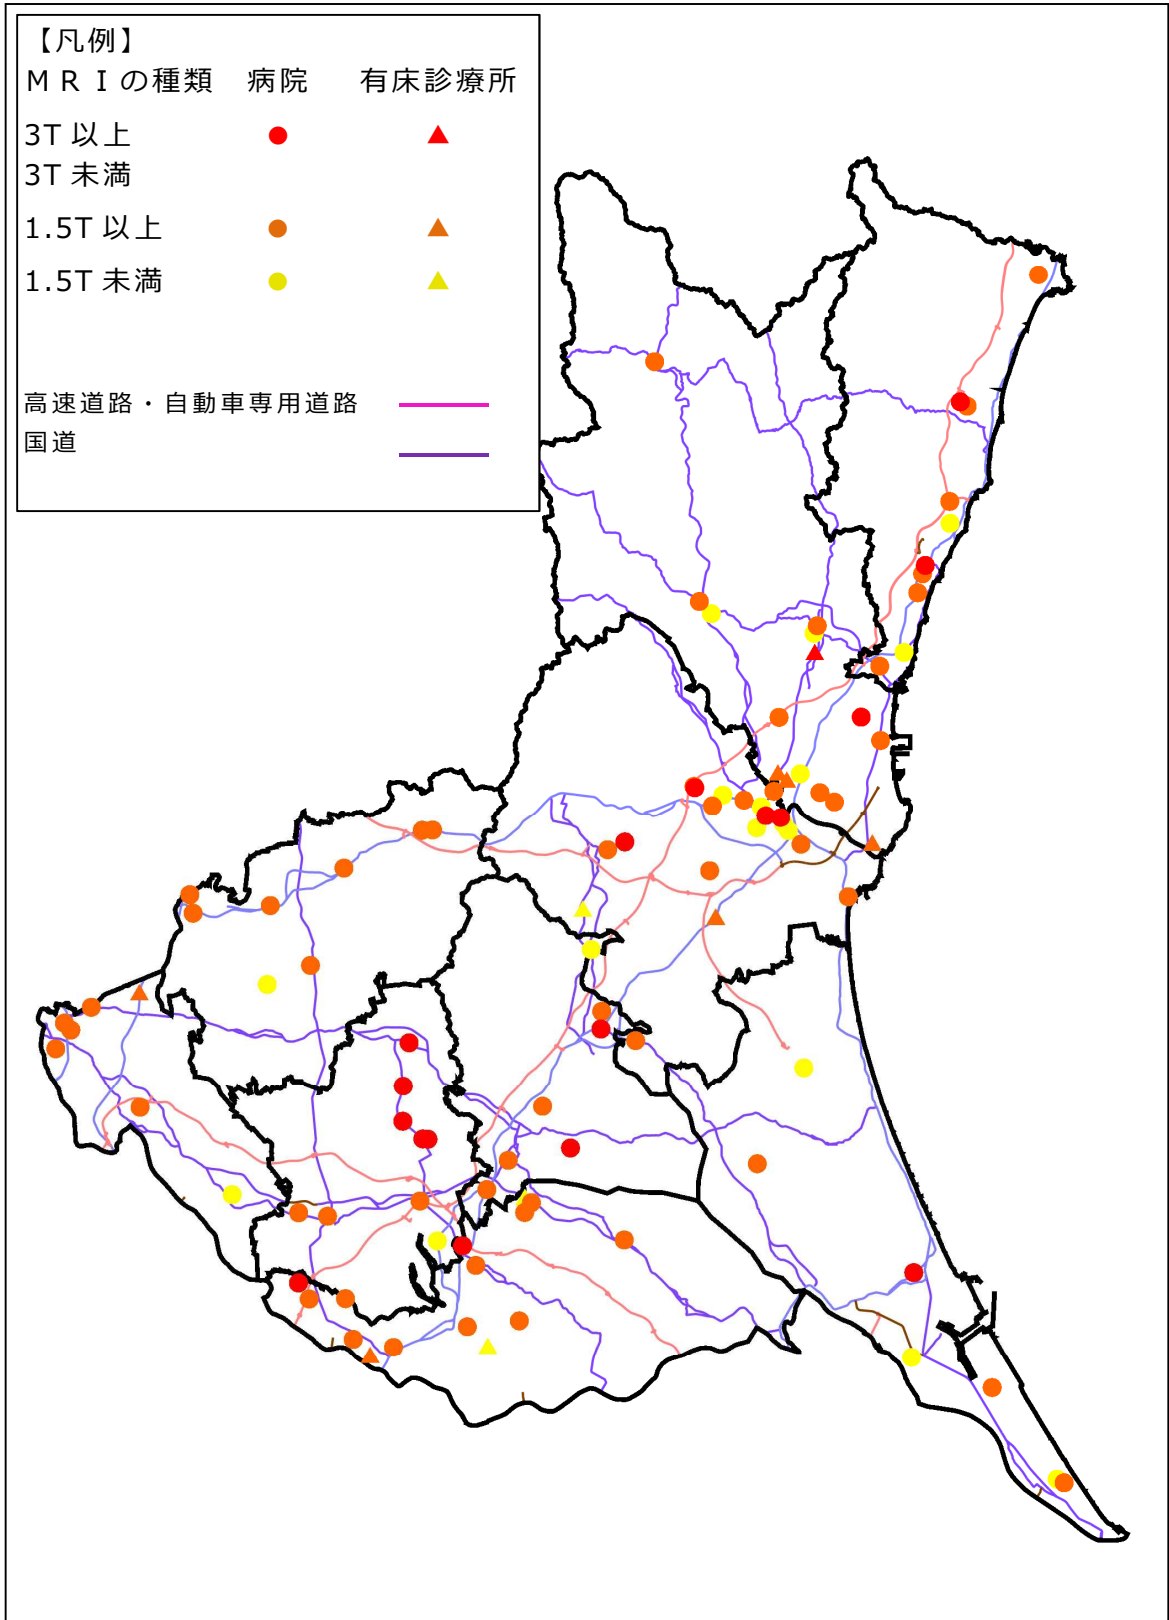 【凡例】
ＭＲＩの種類　病院　有床診療所
3T 以上
3T 未満
1.5T 以上
1.5T 未満
高速道路・自動車専用道路
国道